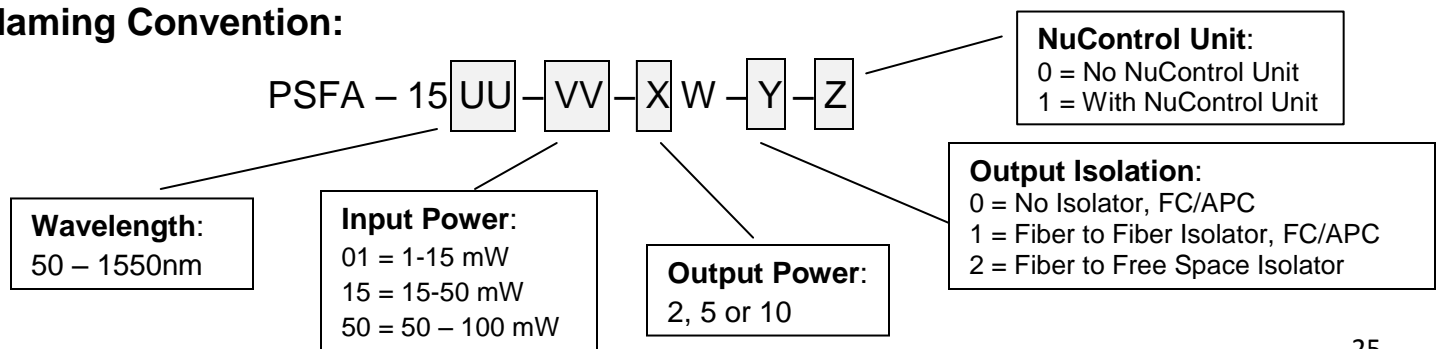 Naming Convention:
PSFA – 15 UU – VV – X W – Y – Z
NuControl Unit:
0 = No NuControl Unit
1 = With NuControl Unit
Output Isolation:
0 = No Isolator, FC/APC
1 = Fiber to Fiber Isolator, FC/APC
2 = Fiber to Free Space Isolator
Wavelength:
50 – 1550nm
Input Power:
01 = 1-15 mW
15 = 15-50 mW
50 = 50 – 100 mW
Output Power:
2, 5 or 10
25